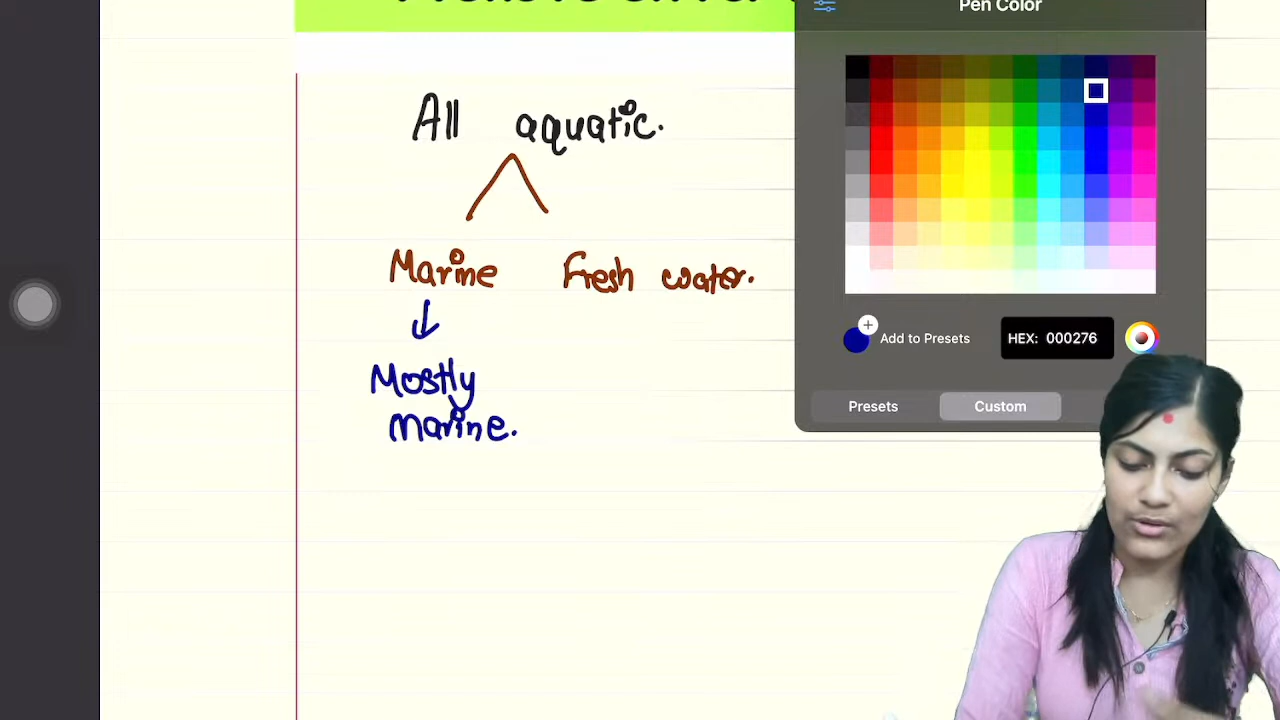 Pen Color
All aquatic.
Marine Fresh water.
Mostly
marine.
Add to Presets
HEX: 000276
Presets
Custom